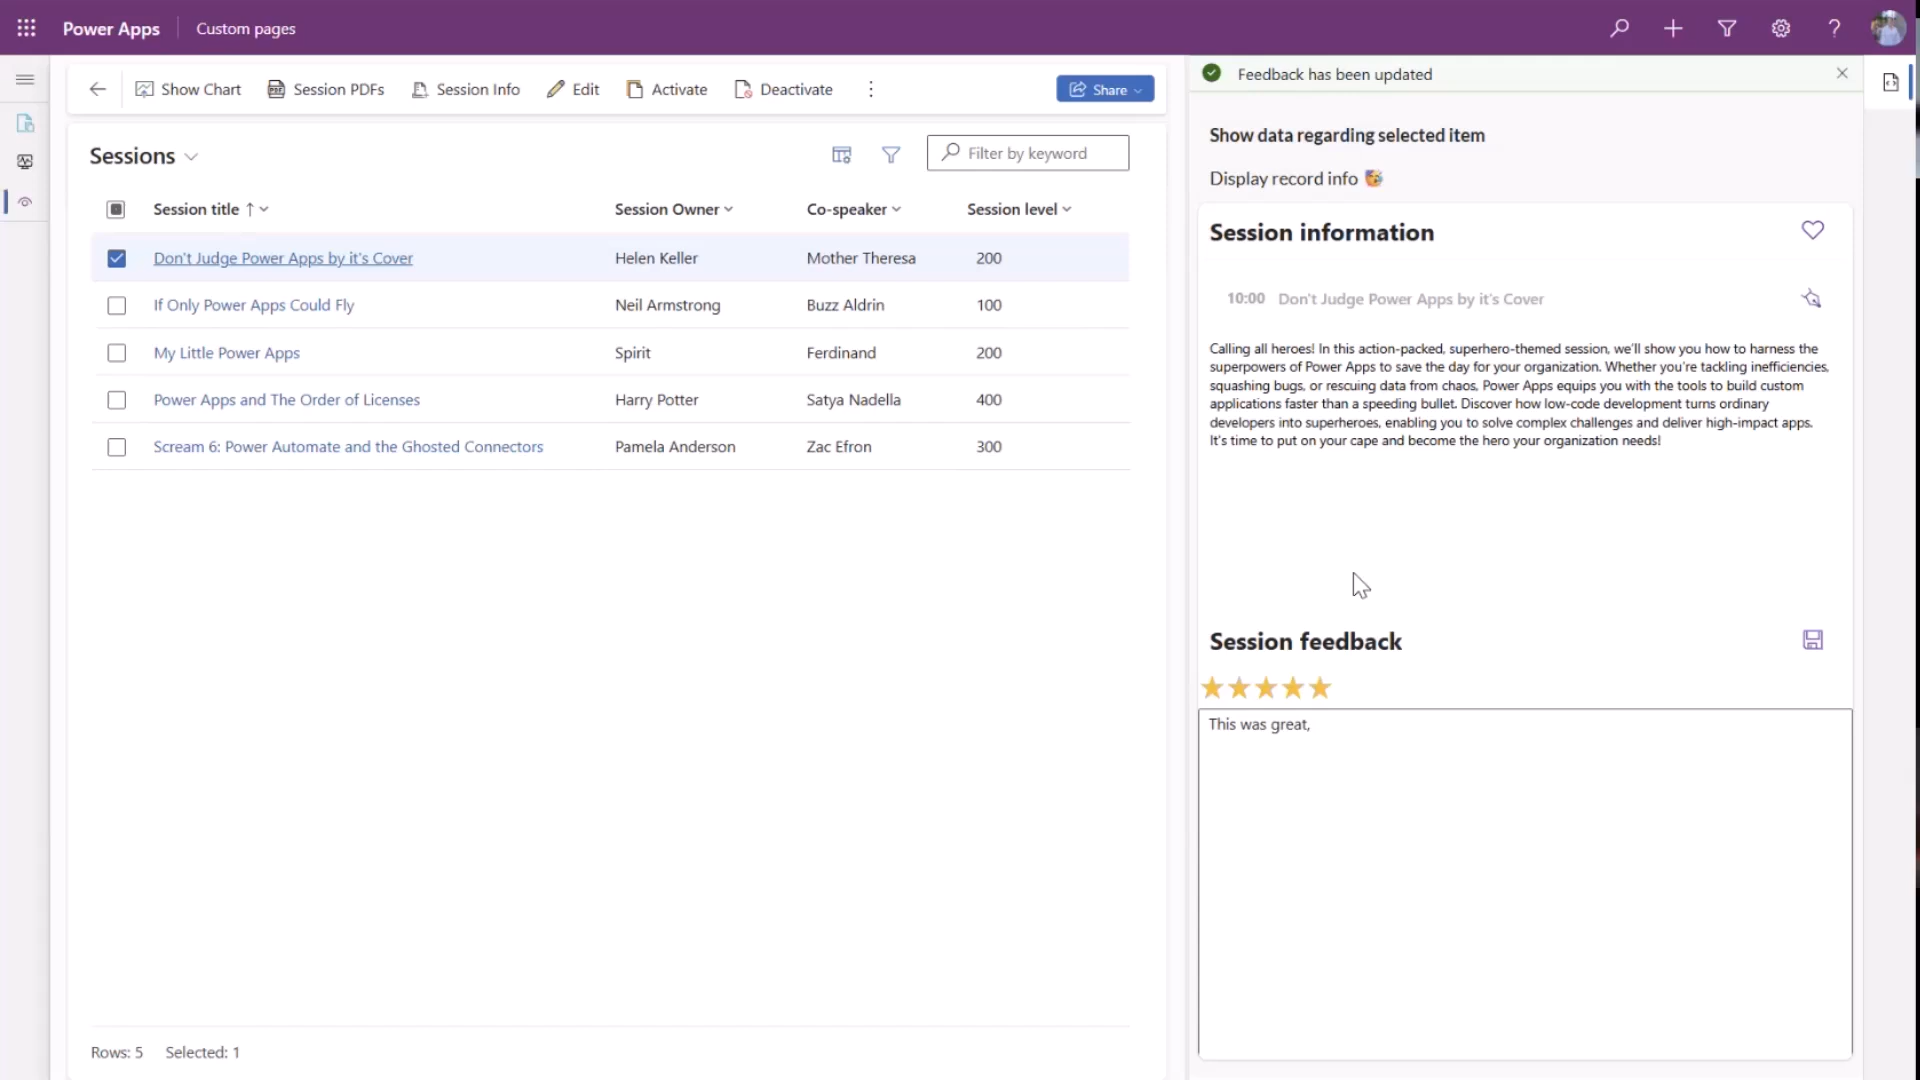 Power Apps
Custom pages
Show Chart
Session PDFs
Session Info
Edit
Activate
Deactivate
Share
Feedback has been updated
Sessions
Filter by keyword
Session title
Session Owner
Co-speaker
Session level
Don't Judge Power Apps by it's Cover
Helen Keller
Mother Theresa
200
If Only Power Apps Could Fly
Neil Armstrong
Buzz Aldrin
100
My Little Power Apps
Spirit
Ferdinand
200
Power Apps and The Order of Licenses
Harry Potter
Satya Nadella
400
Scream 6: Power Automate and the Ghosted Connectors
Pamela Anderson
Zac Efron
300
Rows: 5
Selected: 1
Show data regarding selected item
Display record info
Session information
10:00 Don't Judge Power Apps by it's Cover
Calling all heroes! In this action-packed, superhero-themed session, we'll show you how to harness the
superpowers of Power Apps to save the day for your organization. Whether you're tackling inefficiencies,
squashing bugs, or rescuing data from chaos, Power Apps equips you with the tools to build custom
applications faster than a speeding bullet. Discover how low-code development turns ordinary
developers into superheroes, enabling you to solve complex challenges and deliver high-impact apps.
It's time to put on your cape and become the hero your organization needs!
Session feedback
This was great,